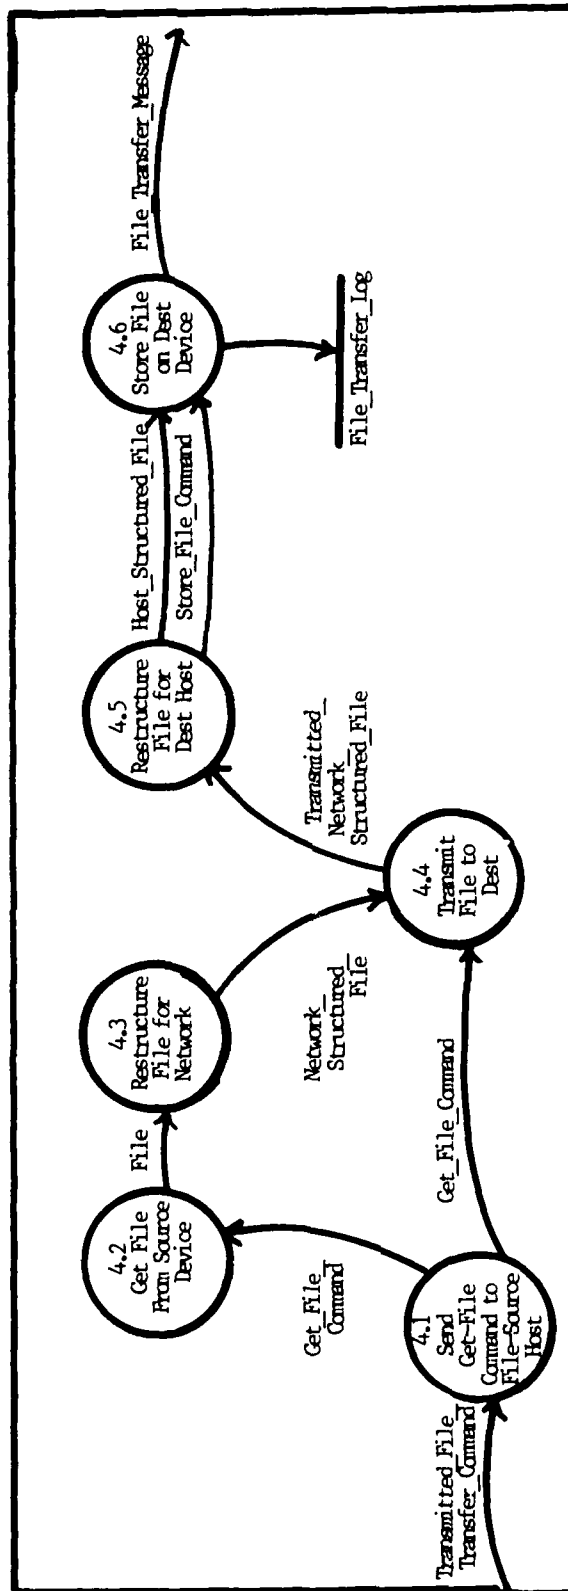 Transmitted_File
Transfer_Command
4.1
Send
Get-File
Command to
File-Source
Host
Get_File_
Command
Get_File_Command
4.2
Get File
From Source
Device
File
4.3
Restructure
File for
Network
Network_
Structured_
File
4.4
Transmit
File to
Dest
Transmitted_
Network_
Structured_File
4.5
Restructure
File for
Dest Host
Host_Structured_File
Store_File_Command
4.6
Store File
on Dest
Device
File_Transfer_Message
File_Transfer_Log